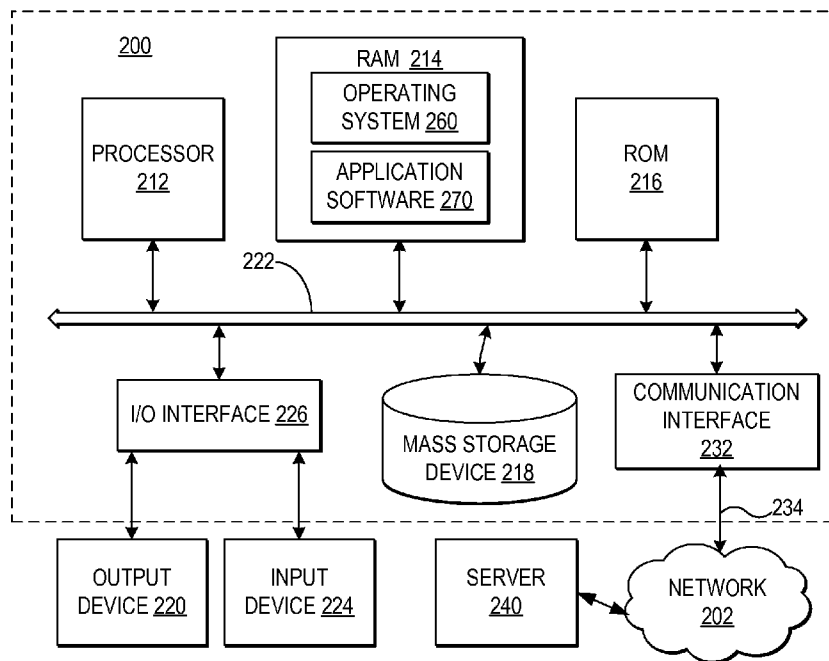 200
RAM 214
OPERATING
SYSTEM 260
APPLICATION
SOFTWARE 270
PROCESSOR
212
ROM
216
222
I/O INTERFACE 226
MASS STORAGE
DEVICE 218
COMMUNICATION
INTERFACE
232
234
OUTPUT
DEVICE 220
INPUT
DEVICE 224
SERVER
240
NETWORK
202